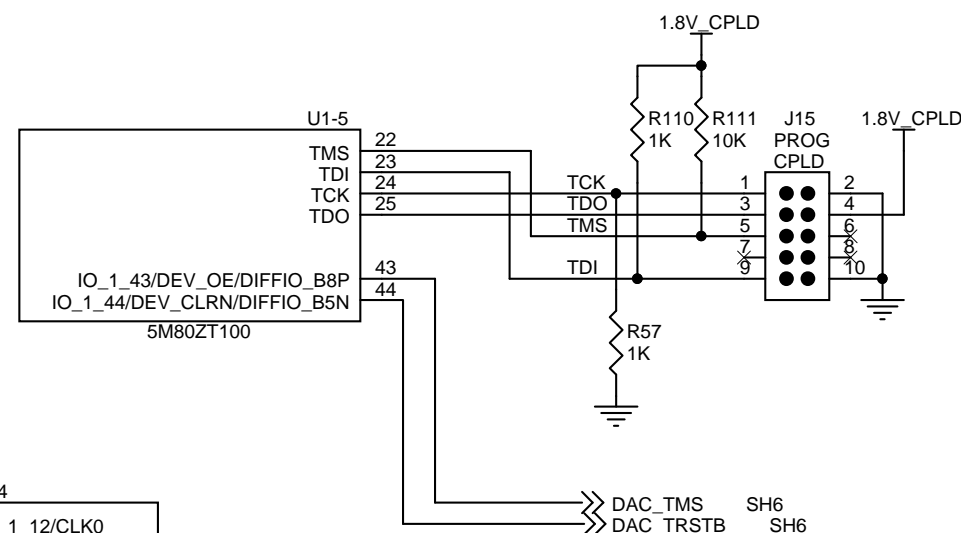 1.8V_CPLD
U1-5
R110
1K
R111
10K
J15
PROG
CPLD
1.8V_CPLD
TMS
22
TDI
23
TCK
24
TDO
25
TCK
TDO
TMS
TDI
1
3
5
7
9
2
4
6
8
10
IO_1_43/DEV_OE/DIFFIO_B8P
43
IO_1_44/DEV_CLRN/DIFFIO_B5N
44
5M80ZT100
R57
1K
DAC_TMS SH6
DAC_TRSTB SH6
4
1_12/CLK0